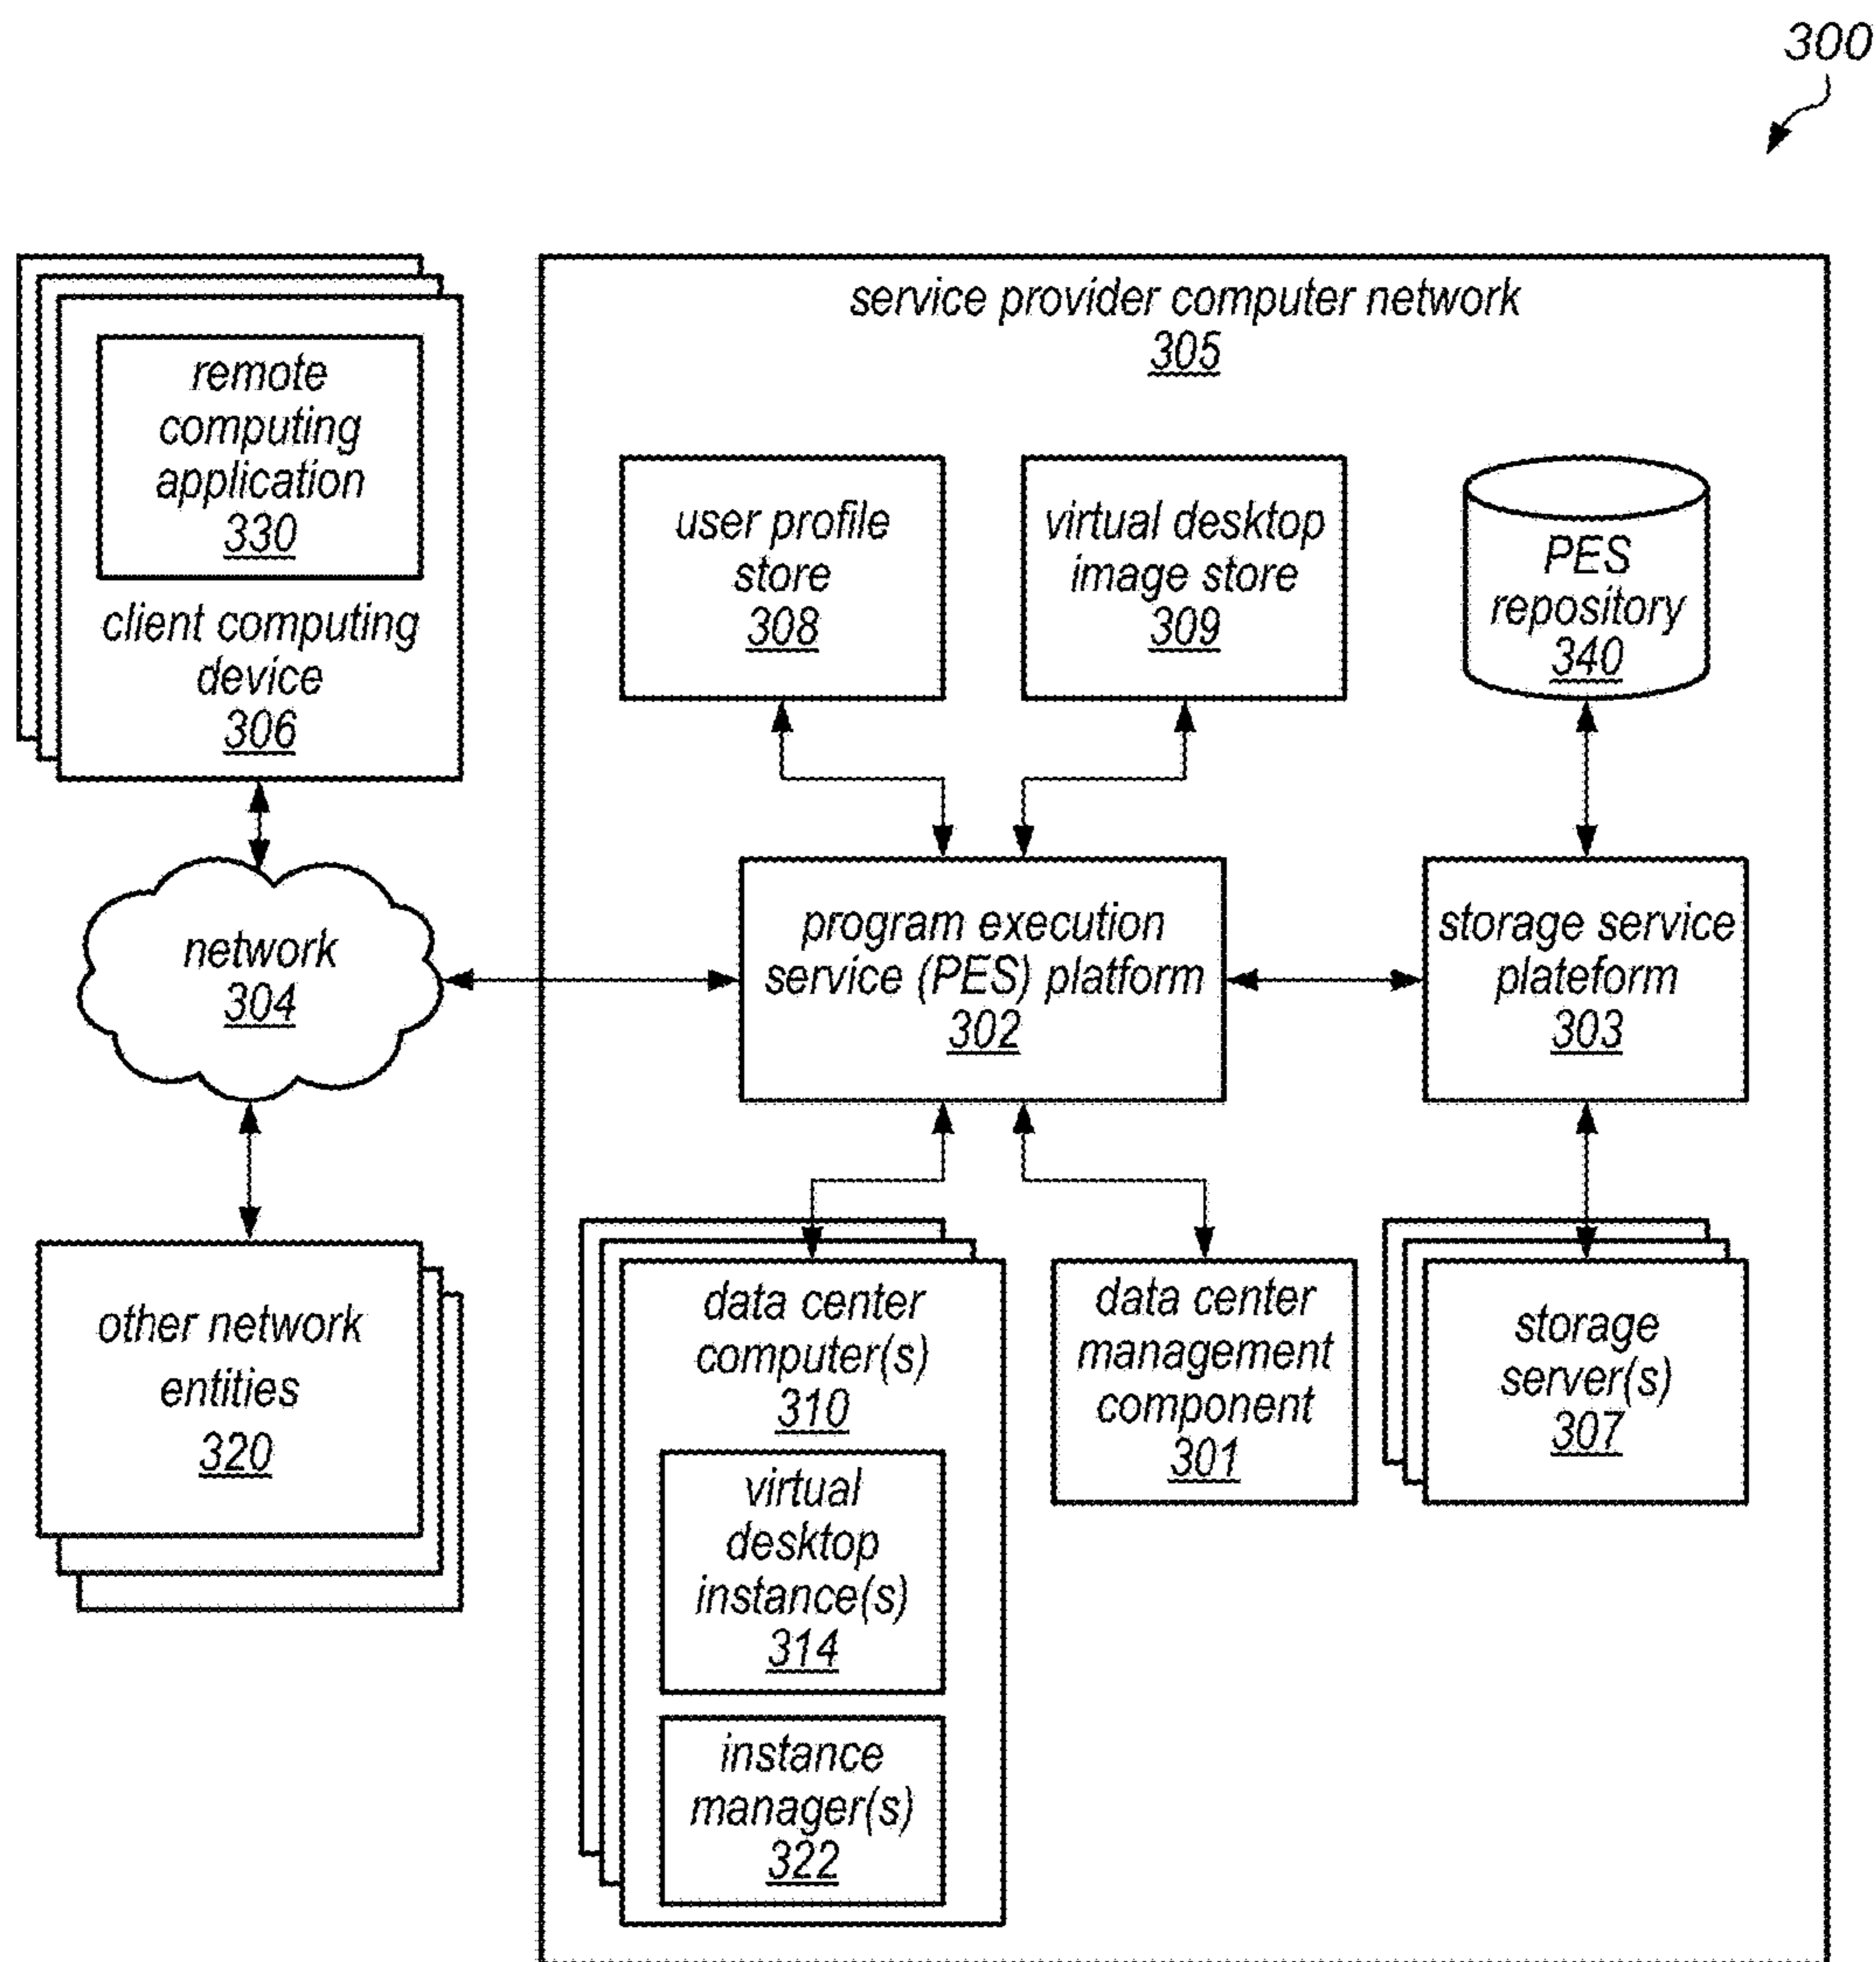 300
service provider computer network
305
remote
computing
application
330
client computing
device
306
user profile
store
308
virtual desktop
image store
309
PES
repository
340
network
304
program execution
service (PES) platform
302
storage service
plateform
303
other network
entities
320
data center
computer(s)
310
virtual
desktop
instance(s)
314
instance
manager(s)
322
data center
management
component
301
storage
server(s)
307